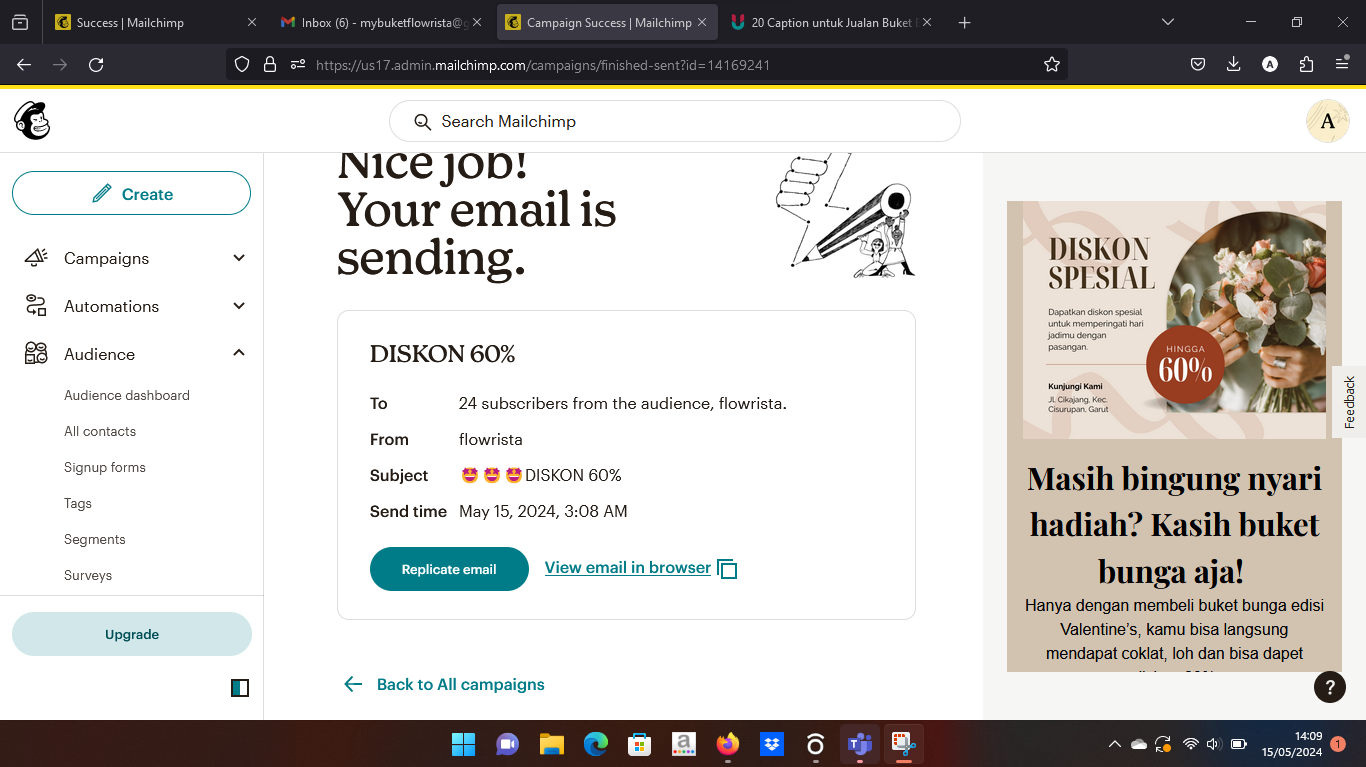 Success | Mailchimp
Inbox (6) - mybuketflowrista@g
Campaign Success | Mailchimp
20 Caption untuk Jualan Buket
https://us17.admin.mailchimp.com/campaigns/finished-sent?id=14169241
A
Search Mailchimp
A
Create
Campaigns
Automations
Audience
Audience dashboard
All contacts
Signup forms
Tags
Segments
Surveys
Upgrade
Nice job!
Your email is
sending.
DISKON 60%
To 24 subscribers from the audience, flowrista.
From flowrista
Subject 🤩🤩🤩DISKON 60%
Send time May 15, 2024, 3:08 AM
Replicate email
View email in browser
Back to All campaigns
DISKON
SPESIAL
Dapatkan diskon spesial
untuk memperingati hari
jadimu dengan
pasangan.
HINGGA
60%
Kunjungi Kami
Jl. Cikajang, Kec.
Cisurupan, Garut
Masih bingung nyari
hadiah? Kasih buket
bunga aja!
Hanya dengan membeli buket bunga edisi
Valentine's, kamu bisa langsung
mendapat coklat, loh dan bisa dapet
Feedback
?
a
14:09
15/05/2024
1